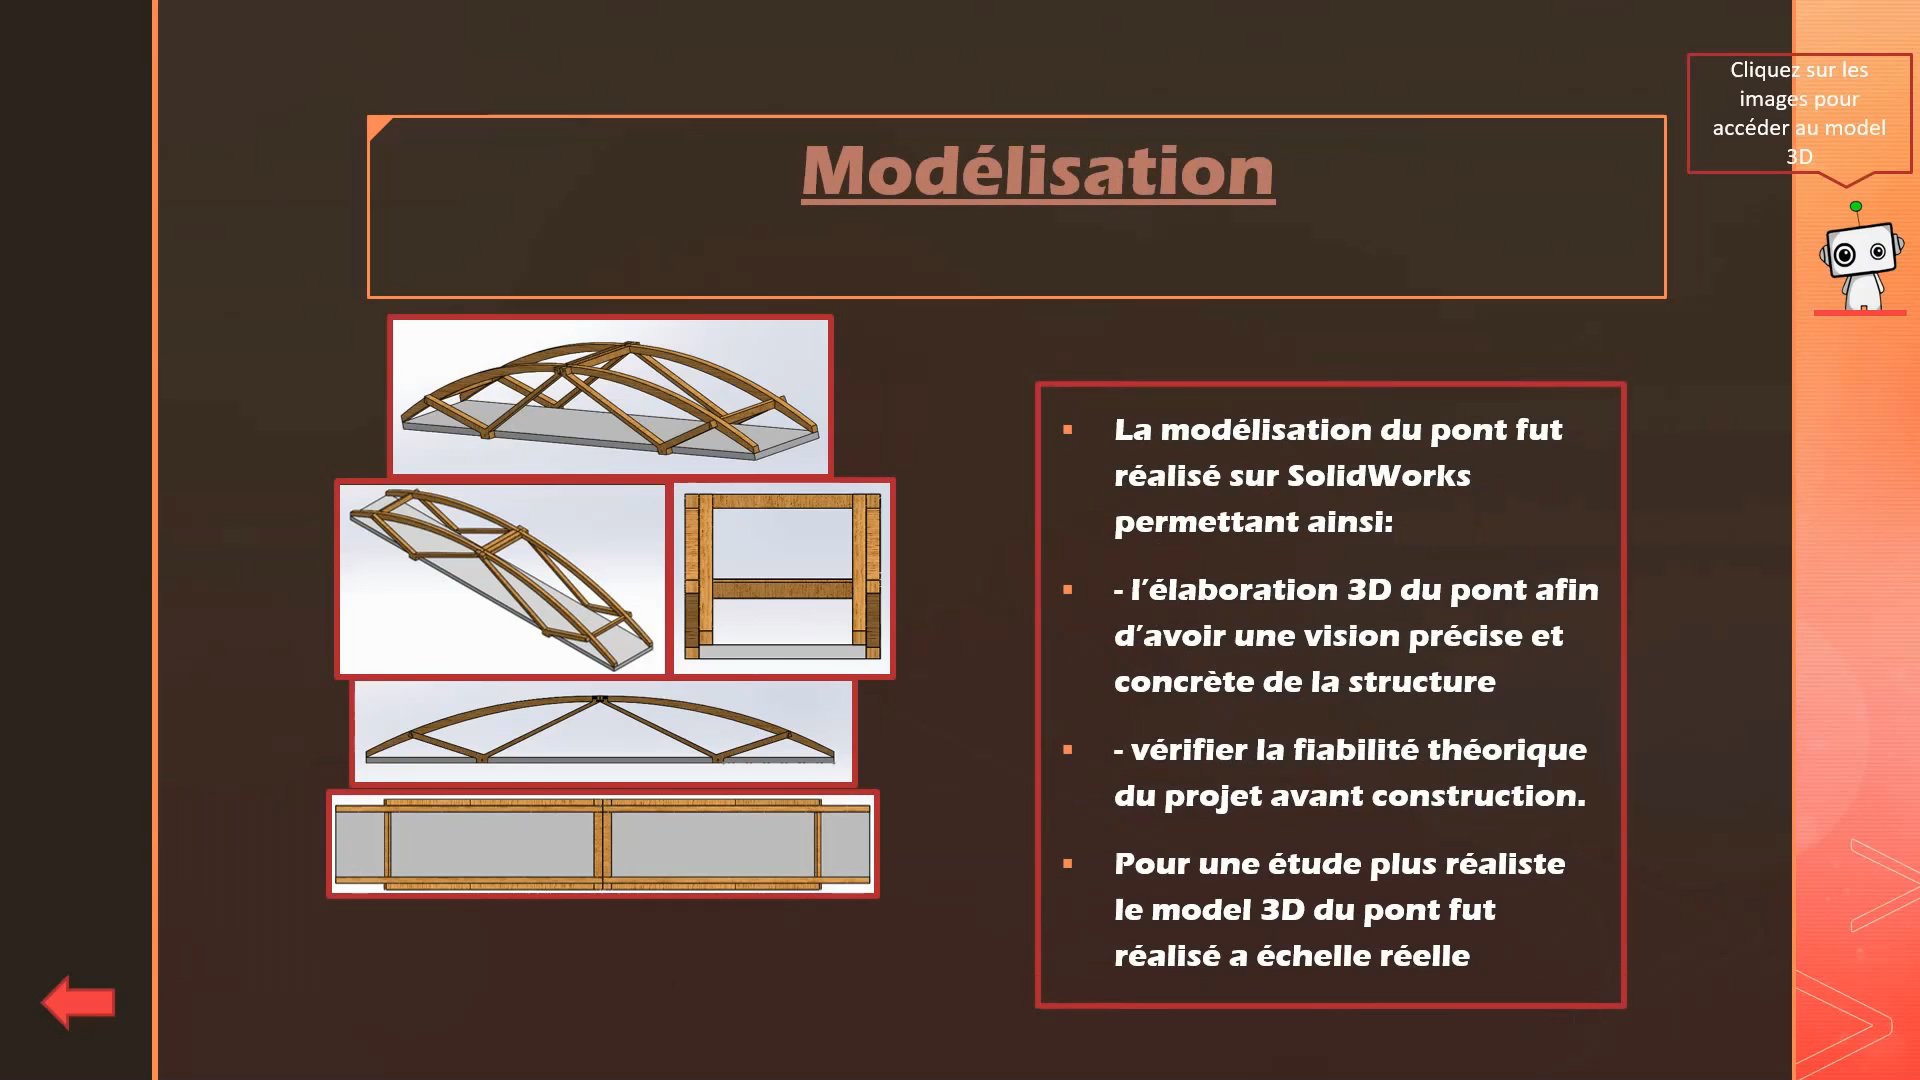 Cliquez sur les
images pour
accéder au model
3D
Modélisation
La modélisation du pont fut
réalisé sur SolidWorks
permettant ainsi:
- l’élaboration 3D du pont afin
d’avoir une vision précise et
concrète de la structure
- vérifier la fiabilité théorique
du projet avant construction.
Pour une étude plus réaliste
le model 3D du pont fut
réalisé a échelle réelle